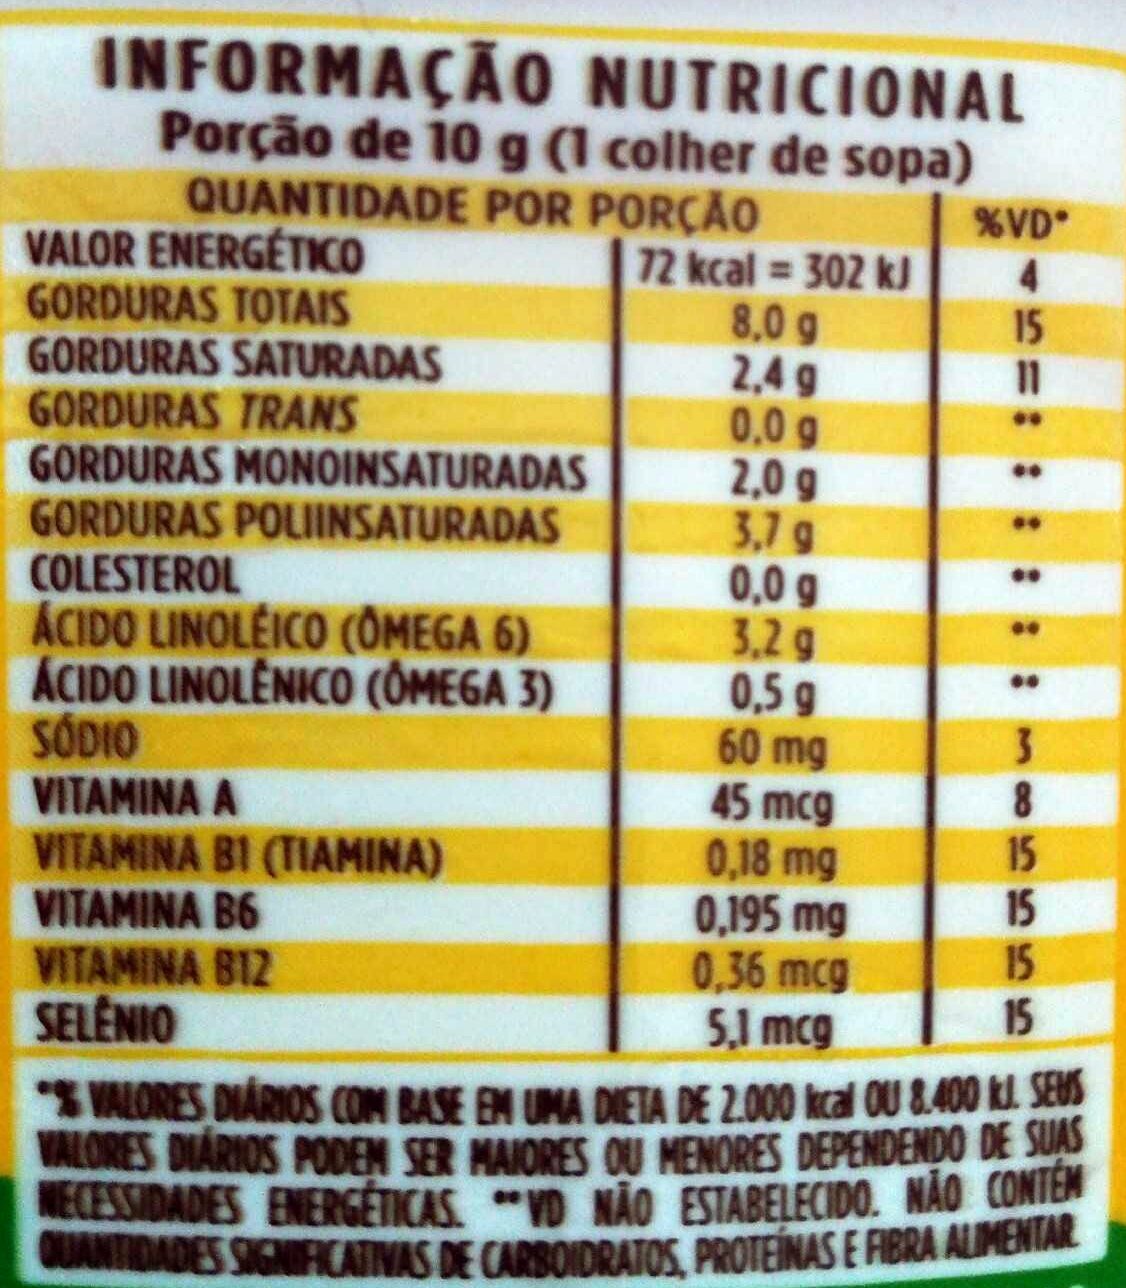 INFORMAÇÃO NUTRICIONAL
Porção de 10 g (1 colher de sopa)
QUANTIDADE POR PORÇÃO %VD*
VALOR ENERGÉTICO 72 kcal = 302 kJ 4
GORDURAS TOTAIS 8,0 g 15
GORDURAS SATURADAS 2,4 g 11
GORDURAS TRANS 0,0 g **
GORDURAS MONOINSATURADAS 2,0 g **
GORDURAS POLIINSATURADAS 3,7 g **
COLESTEROL 0,0 g **
ÁCIDO LINOLÉICO (ÔMEGA 6) 3,2 g **
ÁCIDO LINOLÊNICO (ÔMEGA 3) 0,5 g **
SÓDIO 60 mg 3
VITAMINA A 45 mcg 8
VITAMINA B1 (TIAMINA) 0,18 mg 15
VITAMINA B6 0,195 mg 15
VITAMINA B12 0,36 mcg 15
SELÊNIO 5,1 mcg 15
*% VALORES DIÁRIOS COM BASE EM UMA DIETA DE 2.000 kcal OU 8.400 kJ. SEUS
VALORES DIÁRIOS PODEM SER MAIORES OU MENORES DEPENDENDO DE SUAS
NECESSIDADES ENERGÉTICAS. **VD NÃO ESTABELECIDO. NÃO CONTÉM
QUANTIDADES SIGNIFICATIVAS DE CARBOIDRATOS, PROTEÍNAS E FIBRA ALIMENTAR.